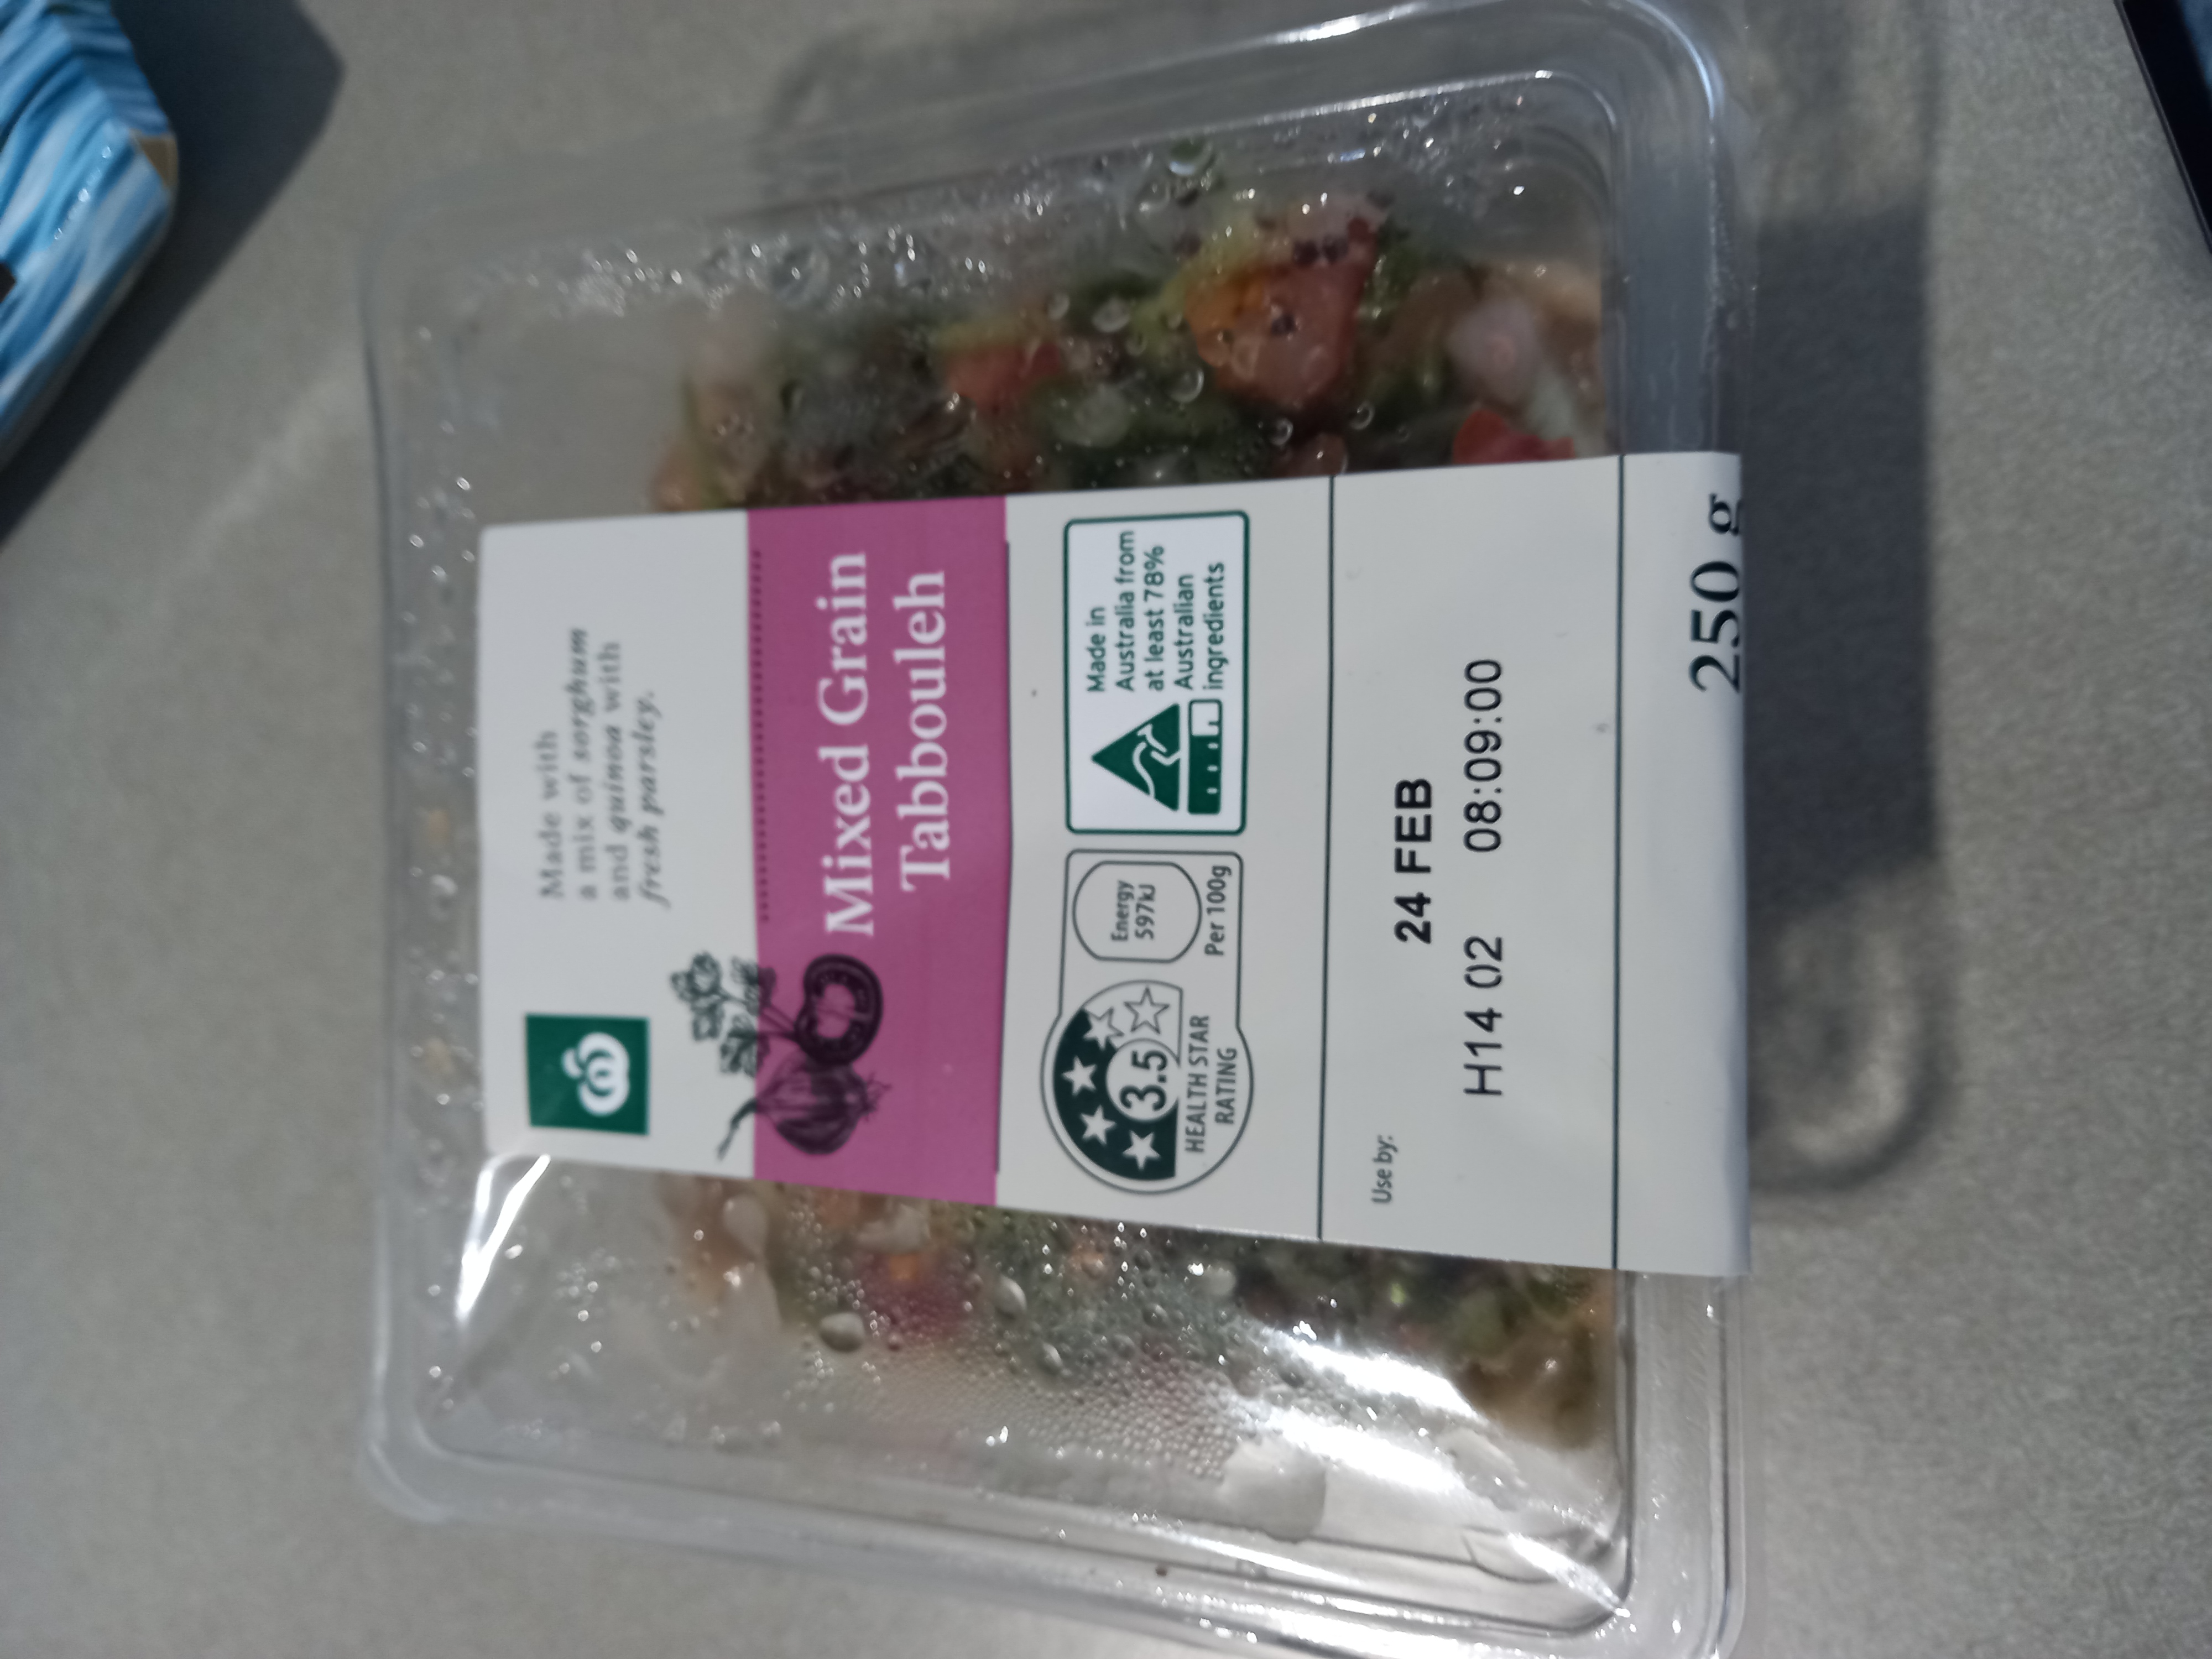 Made with
a mix of sorghum
and quinoa with
fresh parsley.
Mixed Grain
Tabbouleh
3.5
HEALTH STAR
RATING
Energy
597kJ
Per 100g
Made in
Australia from
at least 78%
Australian
ingredients
Use by:
24 FEB
H14 02 08:09:00
250 g